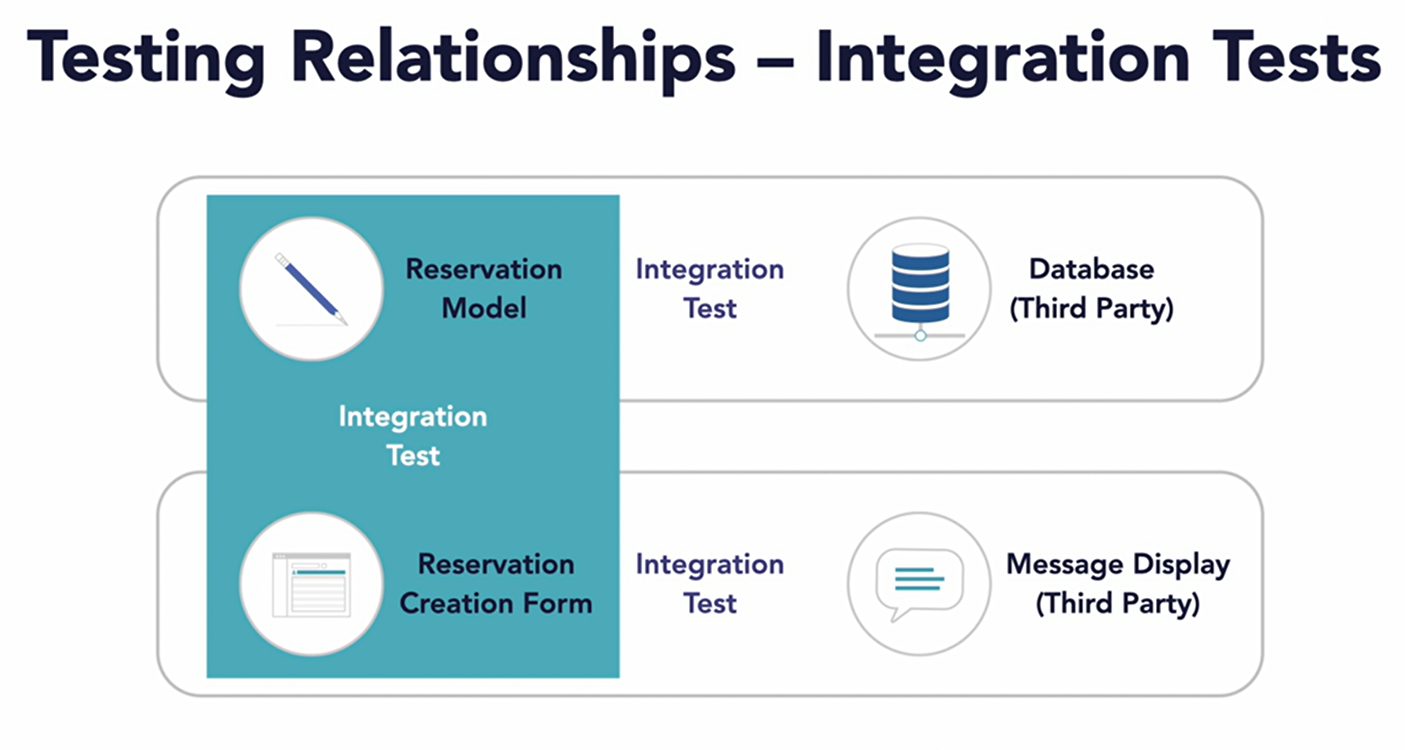 Testing Relationships – Integration Tests
Reservation
Model
Integration
Test
Database
(Third Party)
Integration
Test
Reservation
Creation Form
Integration
Test
Message Display
(Third Party)